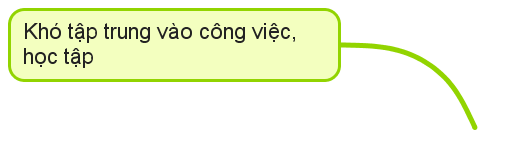 Khó tập trung vào công việc,
học tập